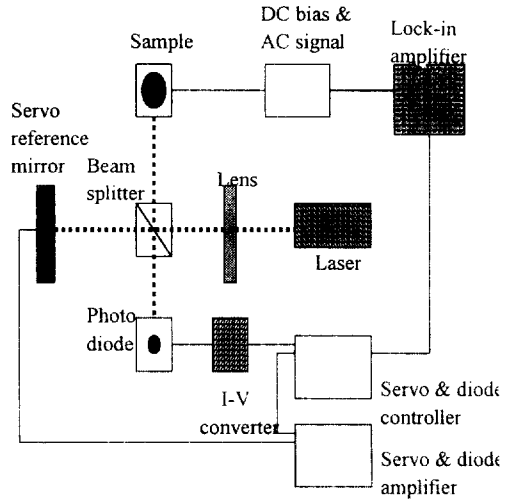 DC bias &
AC signal
Lock-in
amplifier
Sample
Servo
reference
mirror
Beam
splitter
Lens
Laser
Photo
diode
I-V
converter
Servo & diode
controller
Servo & diode
amplifier